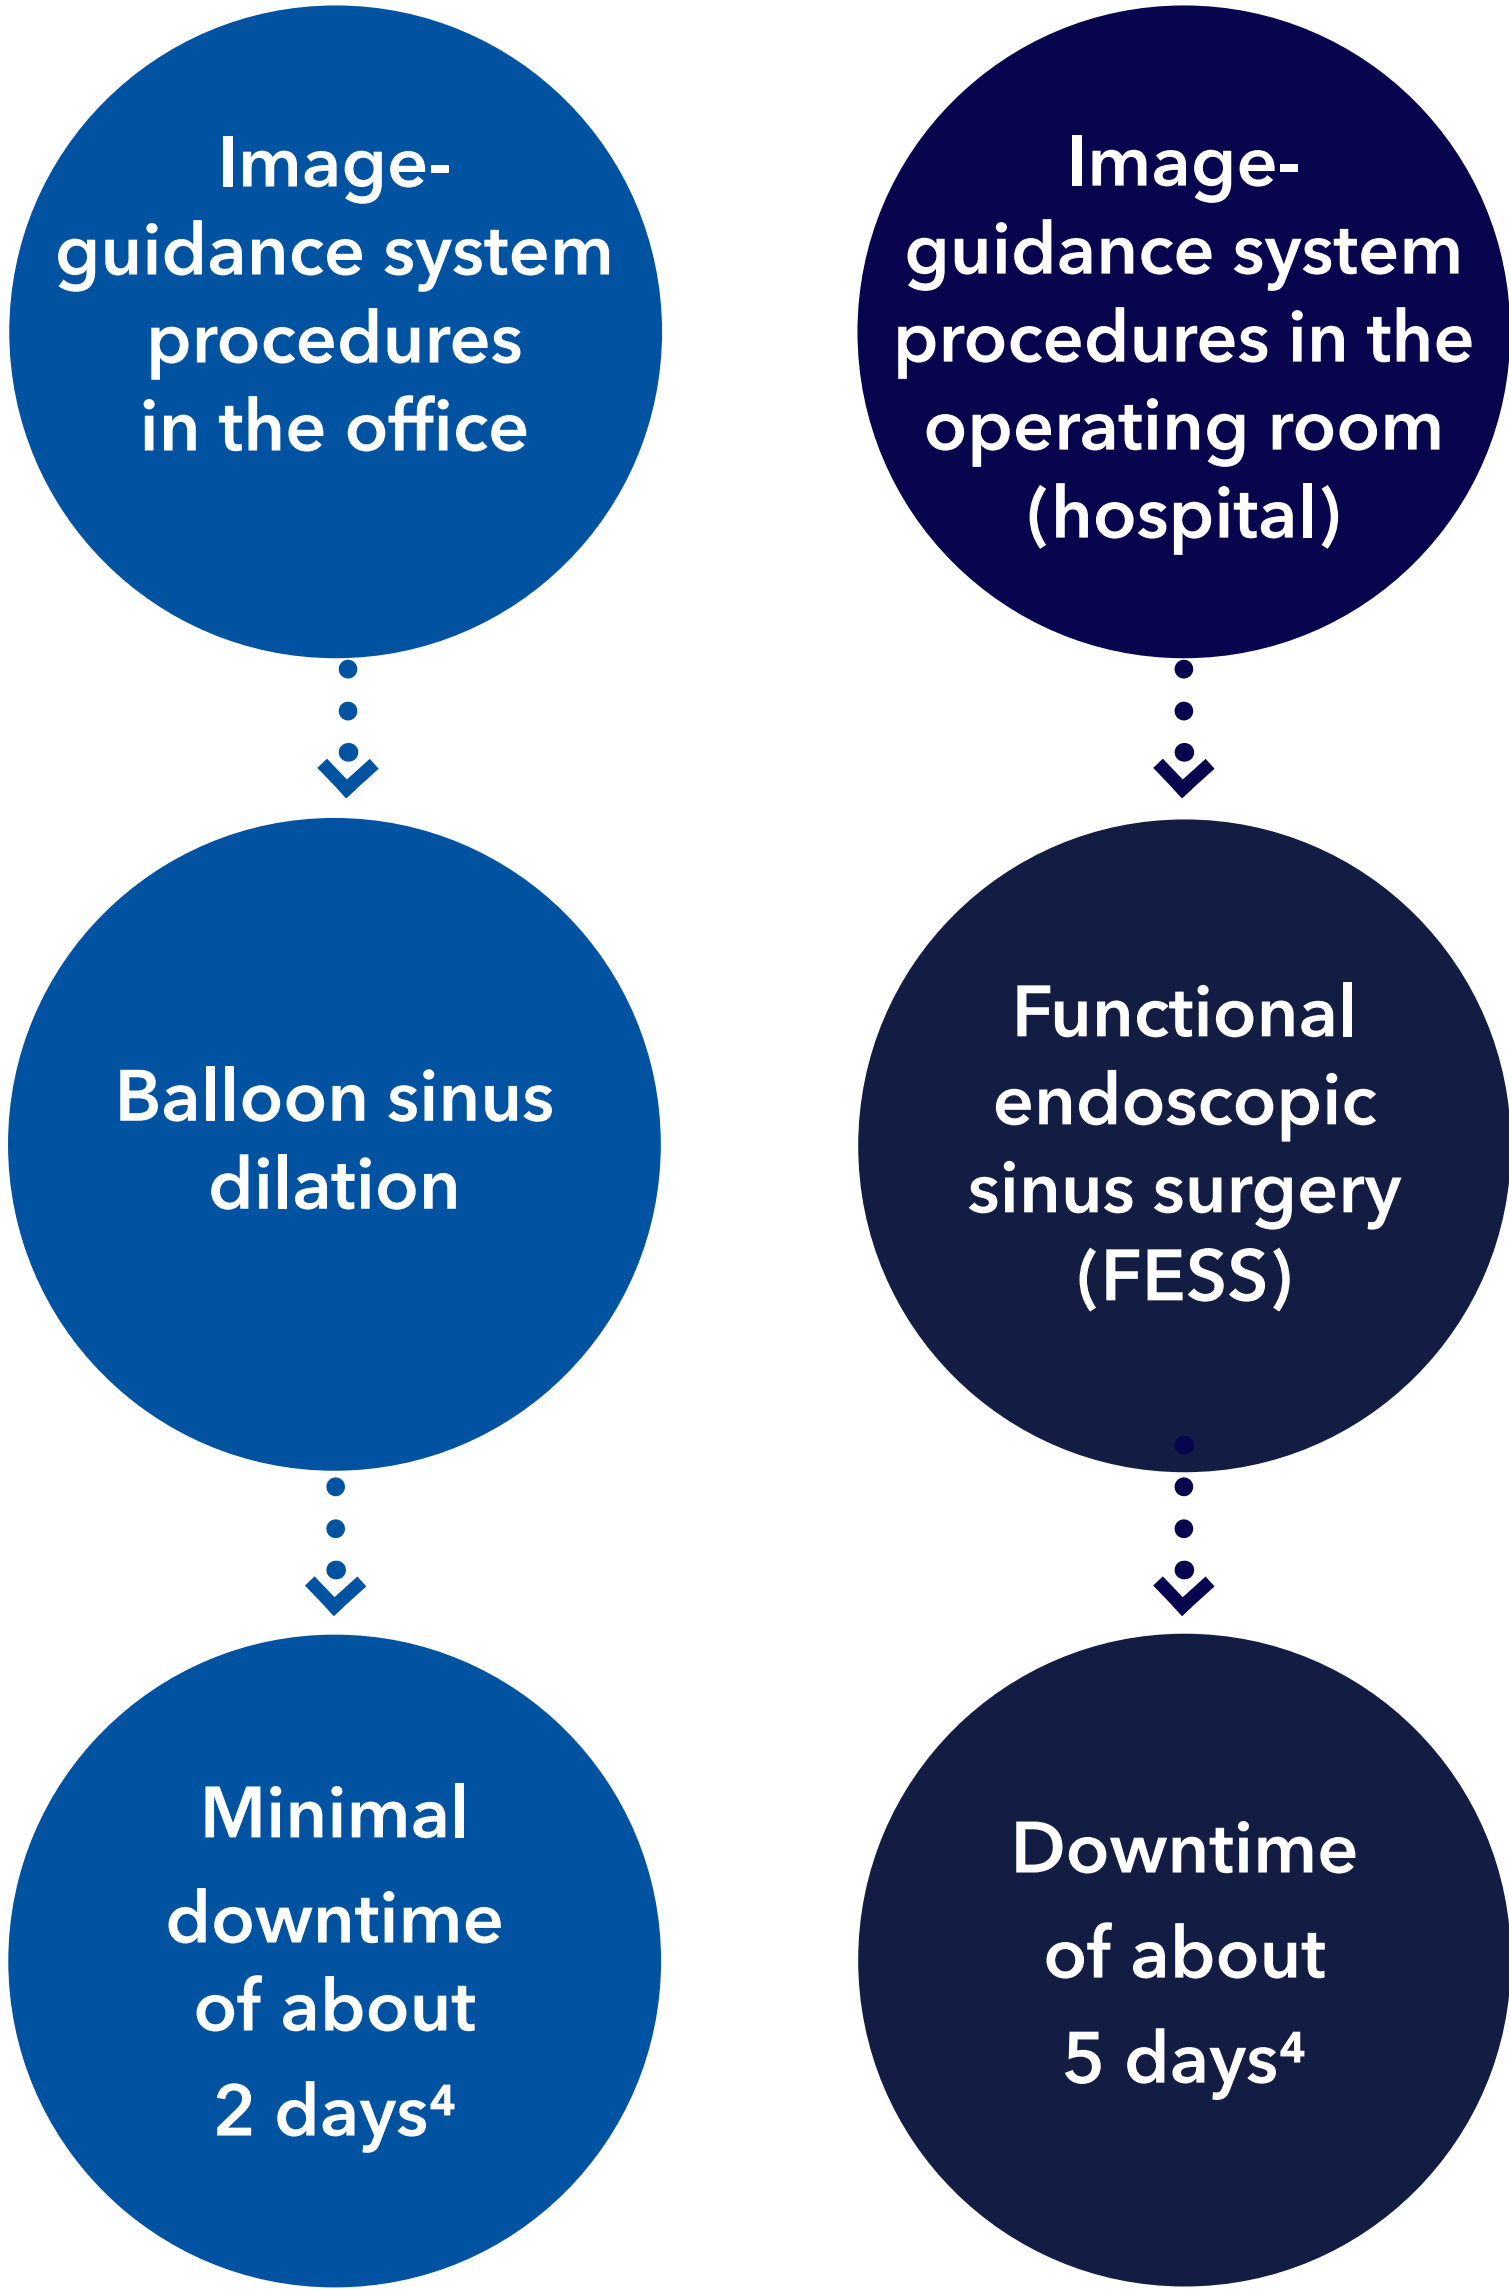 Image-
guidance system
procedures
in the office
Balloon sinus
dilation
Minimal
downtime
of about
2 days⁴
Image-
guidance system
procedures in the
operating room
(hospital)
Functional
endoscopic
sinus surgery
(FESS)
Downtime
of about
5 days⁴